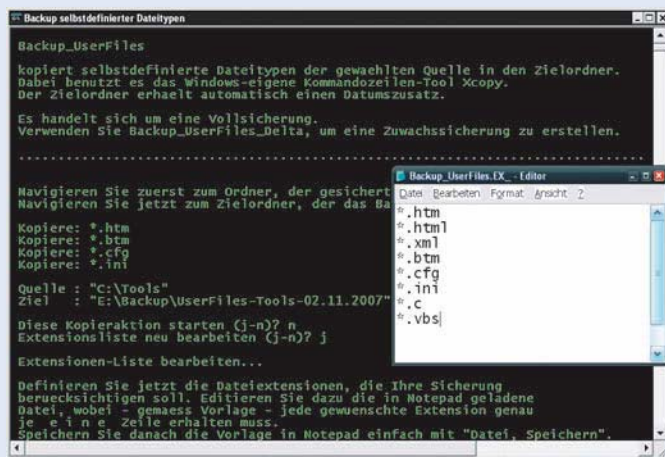 Backup selbstdefinierter Dateitypen
Backup_UserFiles
kopiert selbstdefinierte Dateitypen der gewaehlten Quelle in den Zielordner.
Dabei benutzt es das Windows-eigene Kommandozeilen-Tool Xcopy.
Der Zielordner erhaelt automatisch einen Datumszusatz.
Es handelt sich um eine Vollsicherung.
Verwenden Sie Backup_UserFiles_Delta, um eine Zuwachssicherung zu erstellen.
Navigieren Sie zuerst zum Ordner, der gesichert
Navigieren Sie jetzt zum Zielordner, der das Ba
Kopiere: *.htm
Kopiere: *.btm
Kopiere: *.cfg
Kopiere: *.ini
Quelle : "C:\Tools"
Ziel : "E:\Backup\UserFiles-Tools-02.11.2007"
Diese Kopieraktion starten (j-n)? n
Extensionsliste neu bearbeiten (j-n)? j
Extensionen-Liste bearbeiten...
Definieren Sie jetzt die Dateiextensionen, die Ihre Sicherung
beruecksichtigen soll. Editieren Sie dazu die in Notepad geladene
Datei, wobei - gemaess Vorlage - jede gewuenschte Extension genau
je e i n e Zeile erhalten muss.
Speichern Sie danach die Vorlage in Notepad einfach mit "Datei, Speichern".
Backup_UserFiles.EX_ - Editor
Datei Bearbeiten Format Ansicht ?
*.htm
*.html
*.xml
*.btm
*.cfg
*.ini
*.c
*.vbs